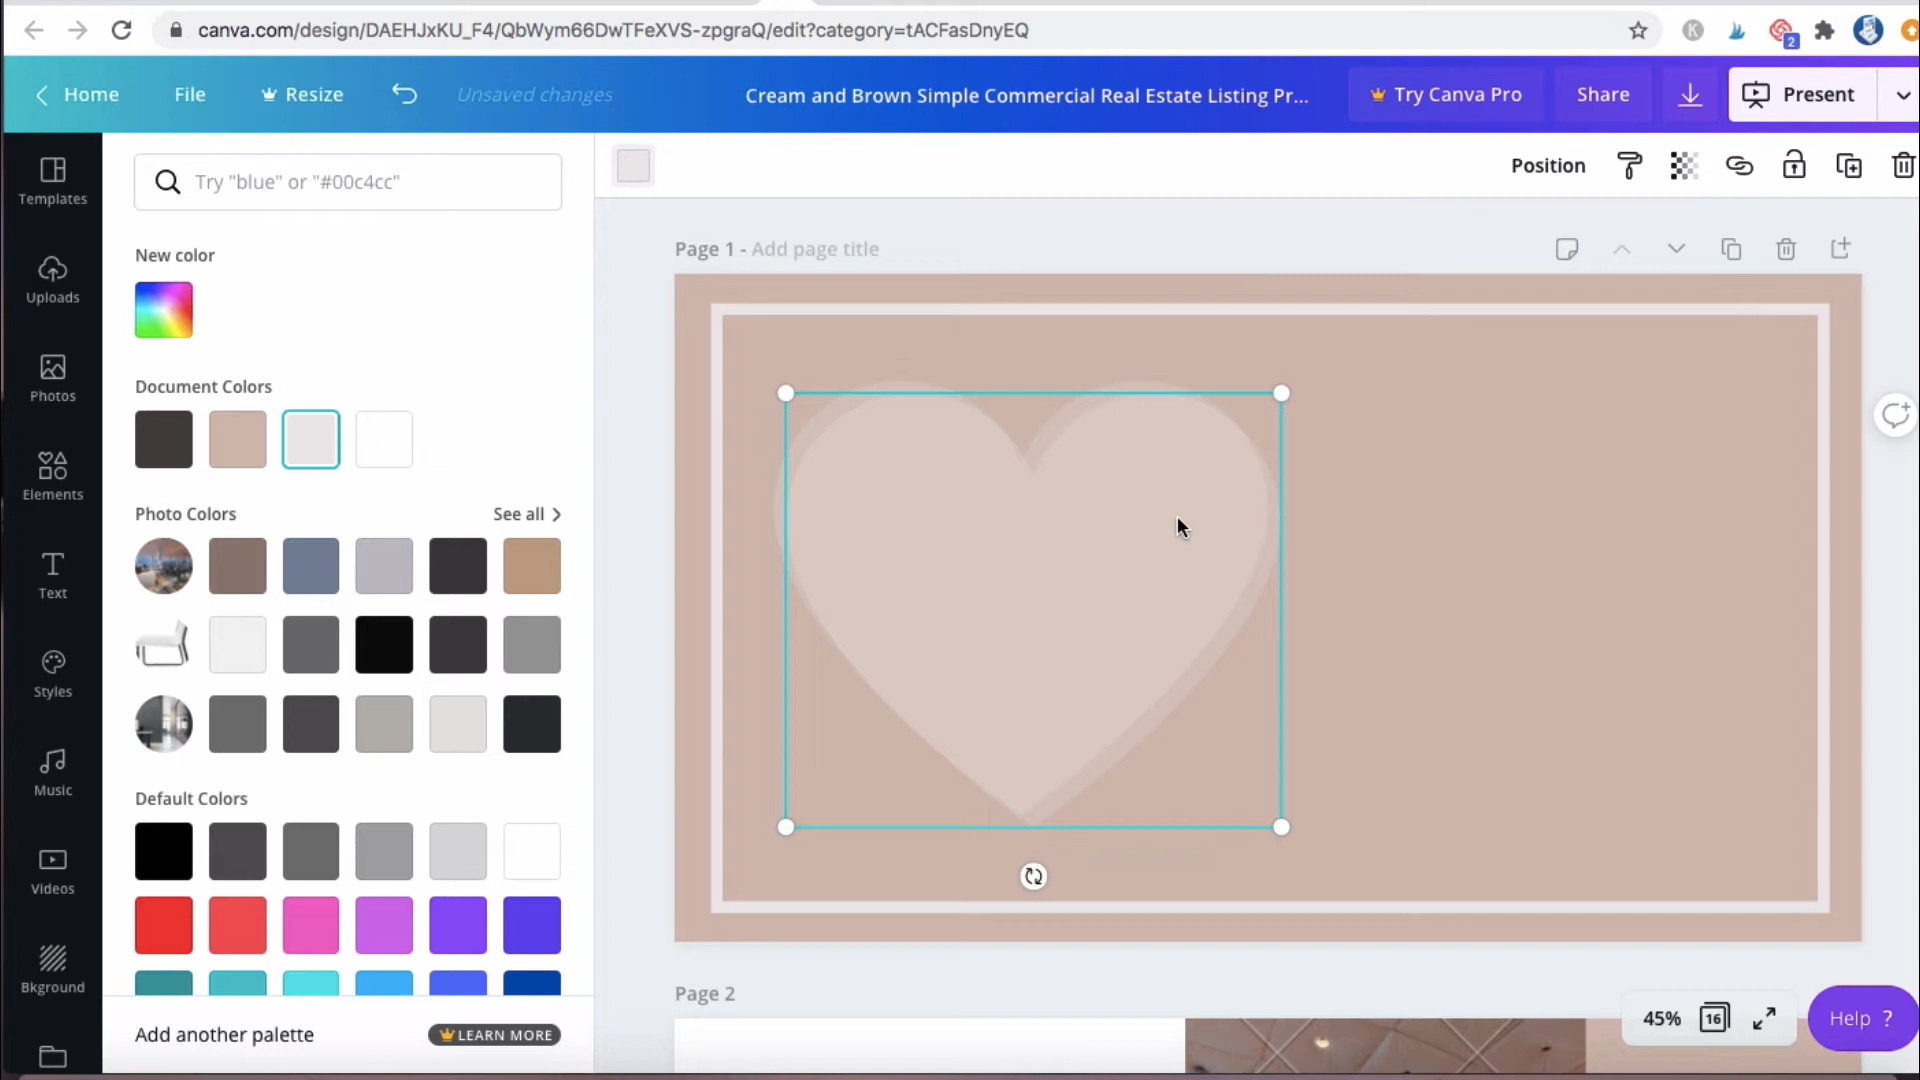 canva.com/design/DAEHJxKU_F4/QbWym66DwTFeXVS-zpgraQ/edit?category=tACFasDnyEQ
K
2
Home
File
Resize
Unsaved changes
Cream and Brown Simple Commercial Real Estate Listing Pr...
Try Canva Pro
Share
Present
Templates
Uploads
Photos
Elements
Text
Styles
Music
Videos
Bkground
Try "blue" or "#00c4cc"
New color
Document Colors
Photo Colors
See all
Default Colors
Add another palette
LEARN MORE
Position
Page 1 - Add page title
Page 2
45%
16
Help ?